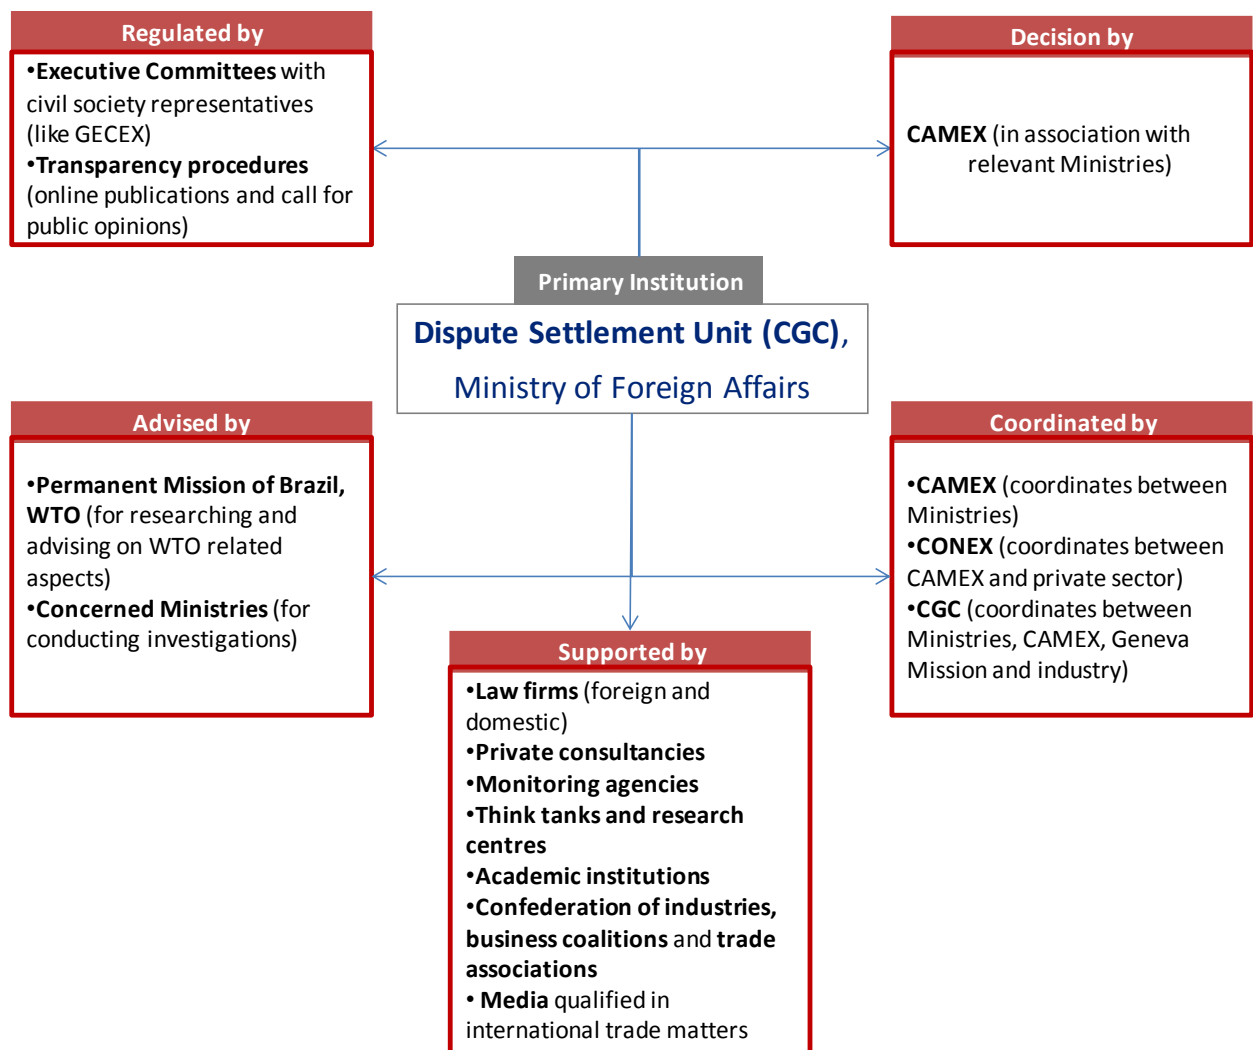 Regulated by
•Executive Committees with
civil society representatives
(like GECEX)
•Transparency procedures
(online publications and call for
public opinions)
Decision by
CAMEX (in association with
relevant Ministries)
Primary Institution
Dispute Settlement Unit (CGC),
Ministry of Foreign Affairs
Advised by
•Permanent Mission of Brazil,
WTO (for researching and
advising on WTO related
aspects)
•Concerned Ministries (for
conducting investigations)
Coordinated by
•CAMEX (coordinates between
Ministries)
•CONEX (coordinates between
CAMEX and private sector)
•CGC (coordinates between
Ministries, CAMEX, Geneva
Mission and industry)
Supported by
•Law firms (foreign and
domestic)
•Private consultancies
•Monitoring agencies
•Think tanks and research
centres
•Academic institutions
•Confederation of industries,
business coalitions and trade
associations
• Media qualified in
international trade matters